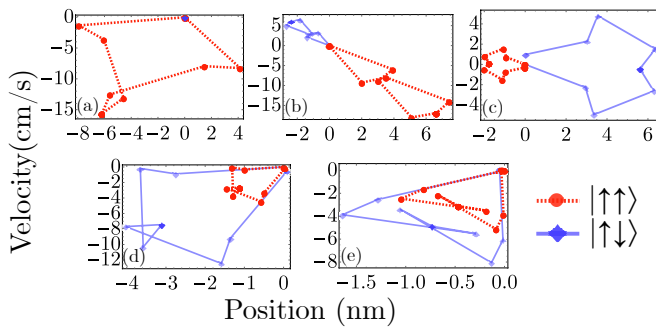 Velocity(cm/s)
0
−5
−10
−15
(a)
−8 −6 −4 −2 0 2 4
5
0
−5
−10
−15
(b)
−2 0 2 4 6
4
2
0
−2
−4
(c)
−2 0 2 4 6
0
−2
−4
−6
−8
−10
−12
(d)
−4 −3 −2 −1 0
0
−2
−4
−6
−8
(e)
−1.5 −1.0 −0.5 0.0
|↑↑⟩
|↑↓⟩
Position (nm)